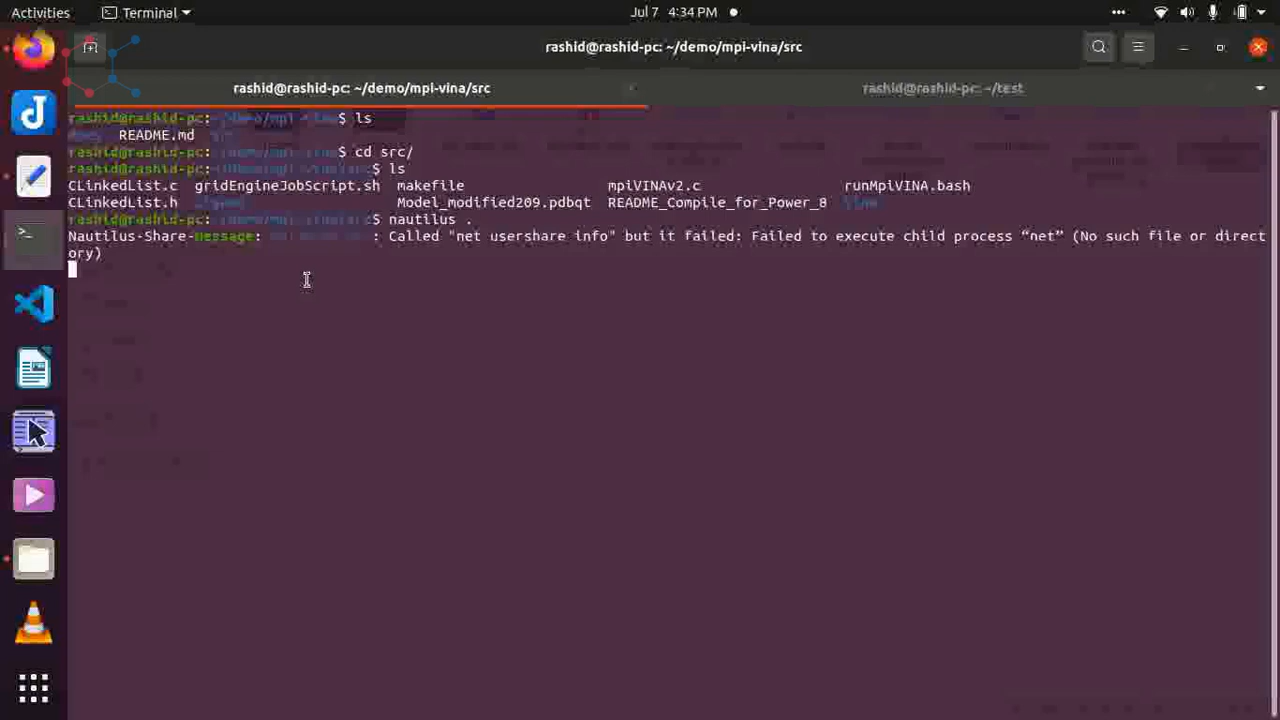 Activities Terminal Jul 7 4:34 PM
rashid@rashid-pc: ~/demo/mpi-vina/src
rashid@rashid-pc: ~/demo/mpi-vina/src rashid@rashid-pc: ~/test
rashid@rashid-pc: $ ls
README.md
rashid@rashid-pc: $ cd src/
rashid@rashid-pc: $ ls
CLinkedList.c gridEngineJobScript.sh makefile mpiVINAv2.c runMpiVINA.bash
CLinkedList.h Model_modified209.pdbqt README_Compile_for_Power_8
rashid@rashid-pc: $ nautilus .
Nautilus-Share-Message: : Called "net usershare info" but it failed: Failed to execute child process “net” (No such file or direct
ory)